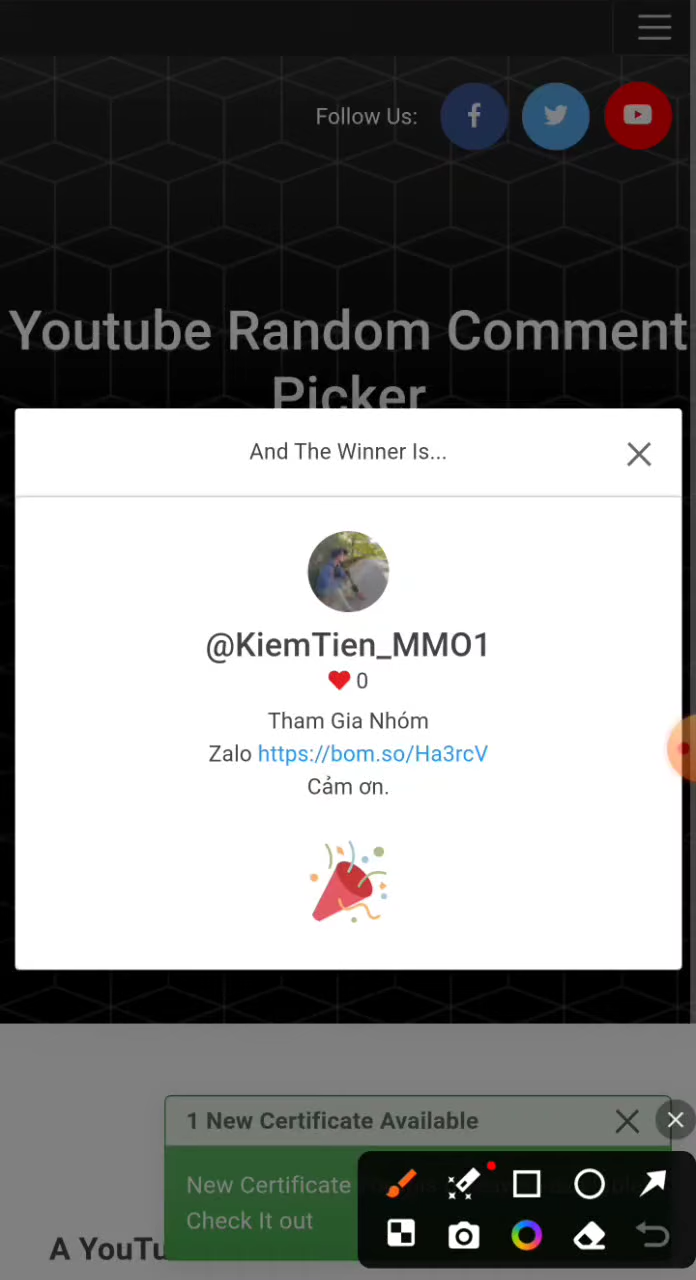 Follow Us:
Youtube Random Comment
Picker
And The Winner Is...
@KiemTien_MMO1
0
Tham Gia Nhóm
Zalo https://bom.so/Ha3rcV
Cảm ơn.
1 New Certificate Available
New Certificate
Check It out
A YouTu